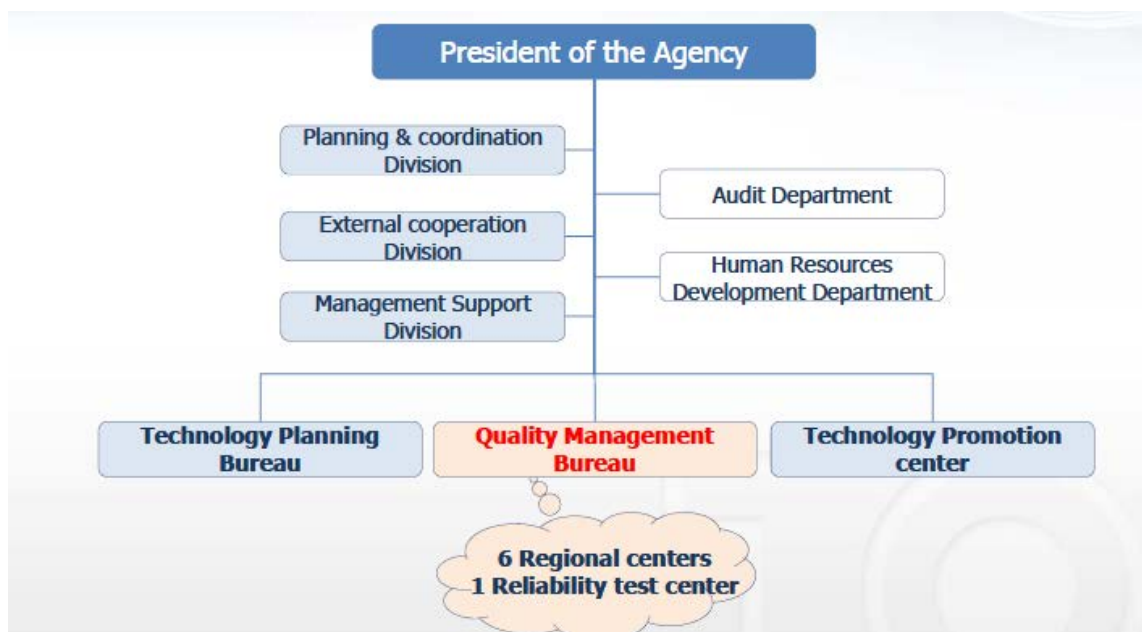 President of the Agency
Planning & coordination
Division
Audit Department
External cooperation
Division
Human Resources
Development Department
Management Support
Division
Technology Planning
Bureau
Quality Management
Bureau
Technology Promotion
center
6 Regional centers
1 Reliability test center